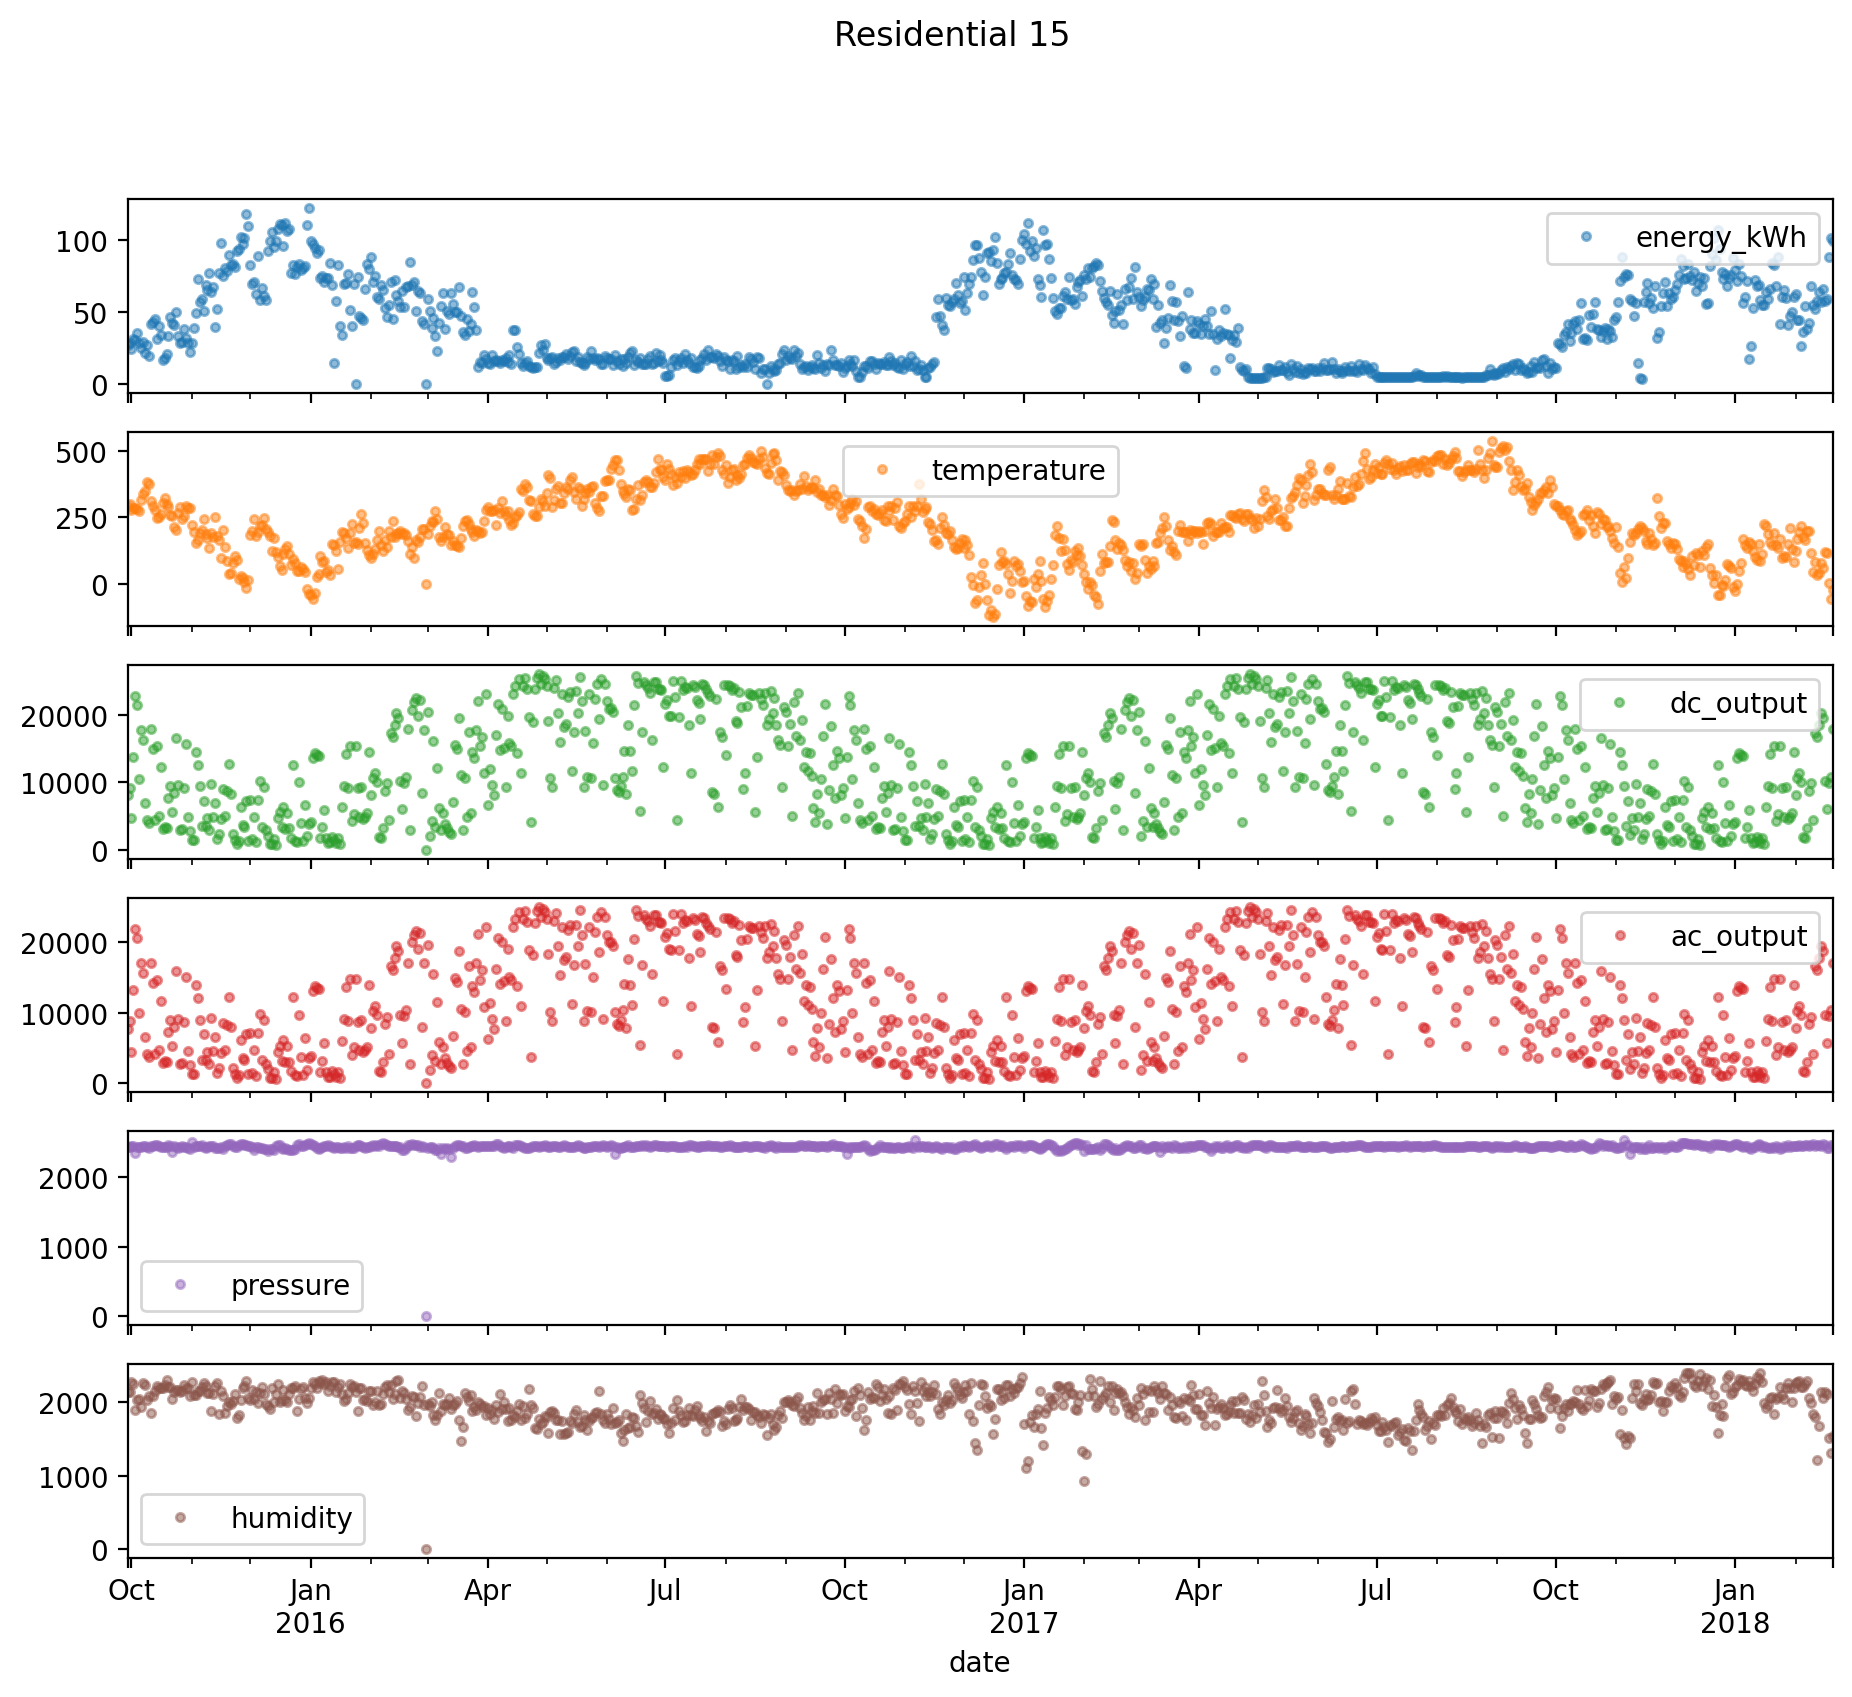 Residential 15
100
50
0
energy_kWh
500
250
0
temperature
20000
10000
0
dc_output
20000
10000
0
ac_output
2000
1000
0
pressure
2000
1000
0
humidity
Oct Jan Apr Jul Oct Jan Apr Jul Oct Jan
2016 2017 2018
date